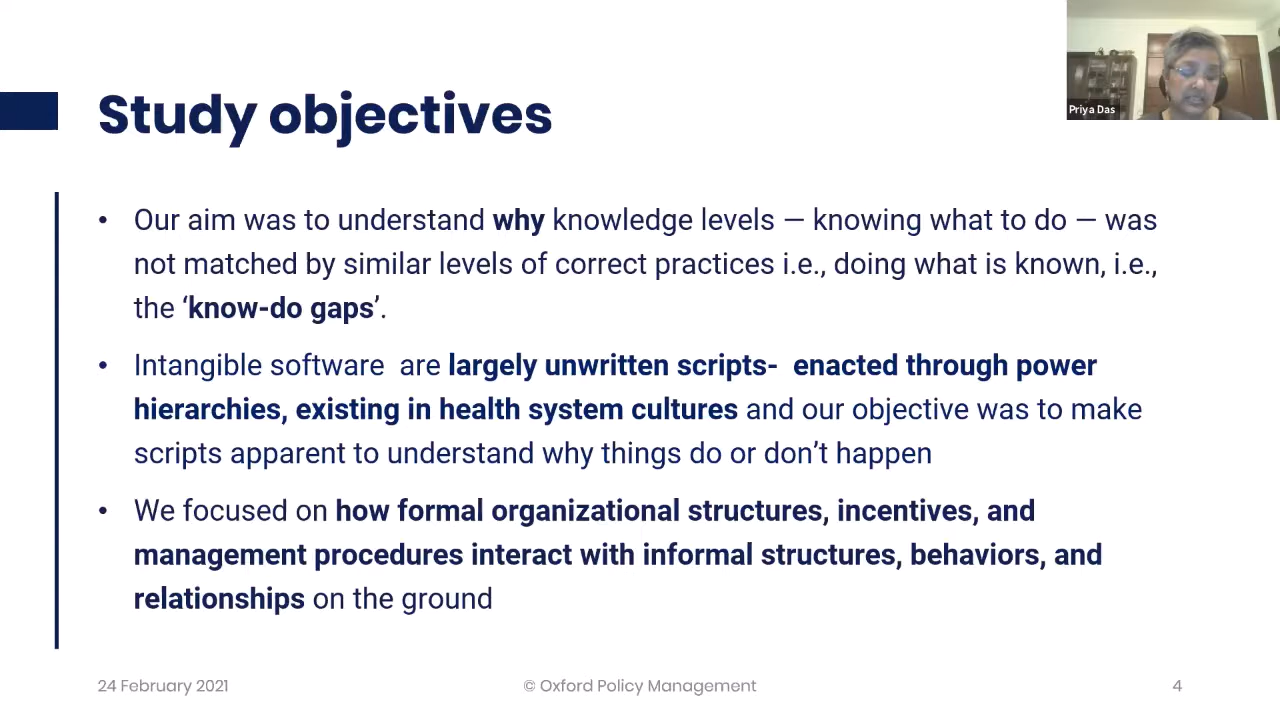 Priya Das
Study objectives
• Our aim was to understand why knowledge levels — knowing what to do — was
not matched by similar levels of correct practices i.e., doing what is known, i.e.,
the ‘know-do gaps’.
• Intangible software  are largely unwritten scripts-  enacted through power
hierarchies, existing in health system cultures and our objective was to make
scripts apparent to understand why things do or don’t happen
• We focused on how formal organizational structures, incentives, and
management procedures interact with informal structures, behaviors, and
relationships on the ground
24 February 2021
© Oxford Policy Management
4